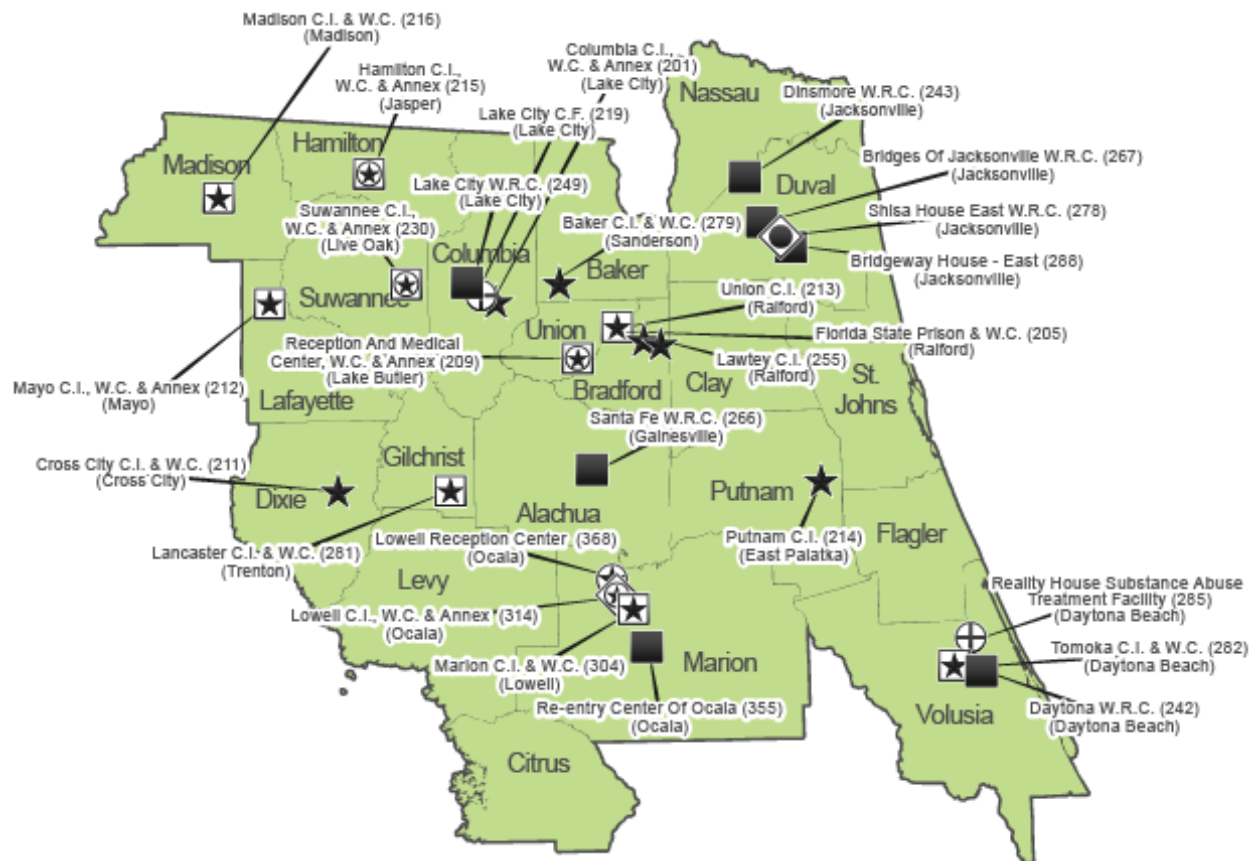 Madison C.I. & W.C. (216)
(Madison)
Hamilton C.I.,
W.C. & Annex (215)
(Jasper)
Columbia C.I.,
W.C. & Annex (201)
(Lake City)
Lake City C.F. (219)
(Lake City)
Nassau
Dinsmore W.R.C. (243)
(Jacksonville)
Bridges Of Jacksonville W.R.C. (267)
(Jacksonville)
Hamilton
Madison
Duval
Lake City W.R.C. (249)
(Lake City)
Shisa House East W.R.C. (278)
(Jacksonville)
Suwannee C.I.,
W.C. & Annex (230)
(Live Oak)
Baker C.I. & W.C. (279)
(Sanderson)
Bridgeway House - East (288)
(Jacksonville)
Columbia
Baker
Suwannee
Union C.I. (213)
(Raiford)
Union
Florida State Prison & W.C. (205)
(Raiford)
Reception And Medical
Center, W.C. & Annex (209)
(Lake Butler)
Lawtey C.I. (255)
(Raiford)
Mayo C.I., W.C. & Annex (212)
(Mayo)
Lafayette
Bradford
Clay
St.
Johns
Santa Fe W.R.C. (266)
(Gainesville)
Cross City C.I. & W.C. (211)
(Cross City)
Gilchrist
Dixie
Putnam
Alachua
Lancaster C.I. & W.C. (281)
(Trenton)
Lowell Reception Center (368)
(Ocala)
Putnam C.I. (214)
(East Palatka)
Flagler
Levy
Reality House Substance Abuse
Treatment Facility (285)
(Daytona Beach)
Lowell C.I., W.C. & Annex (314)
(Ocala)
Marion C.I. & W.C. (304)
(Lowell)
Marion
Tomoka C.I. & W.C. (282)
(Daytona Beach)
Re-entry Center Of Ocala (355)
(Ocala)
Volusia
Daytona W.R.C. (242)
(Daytona Beach)
Citrus